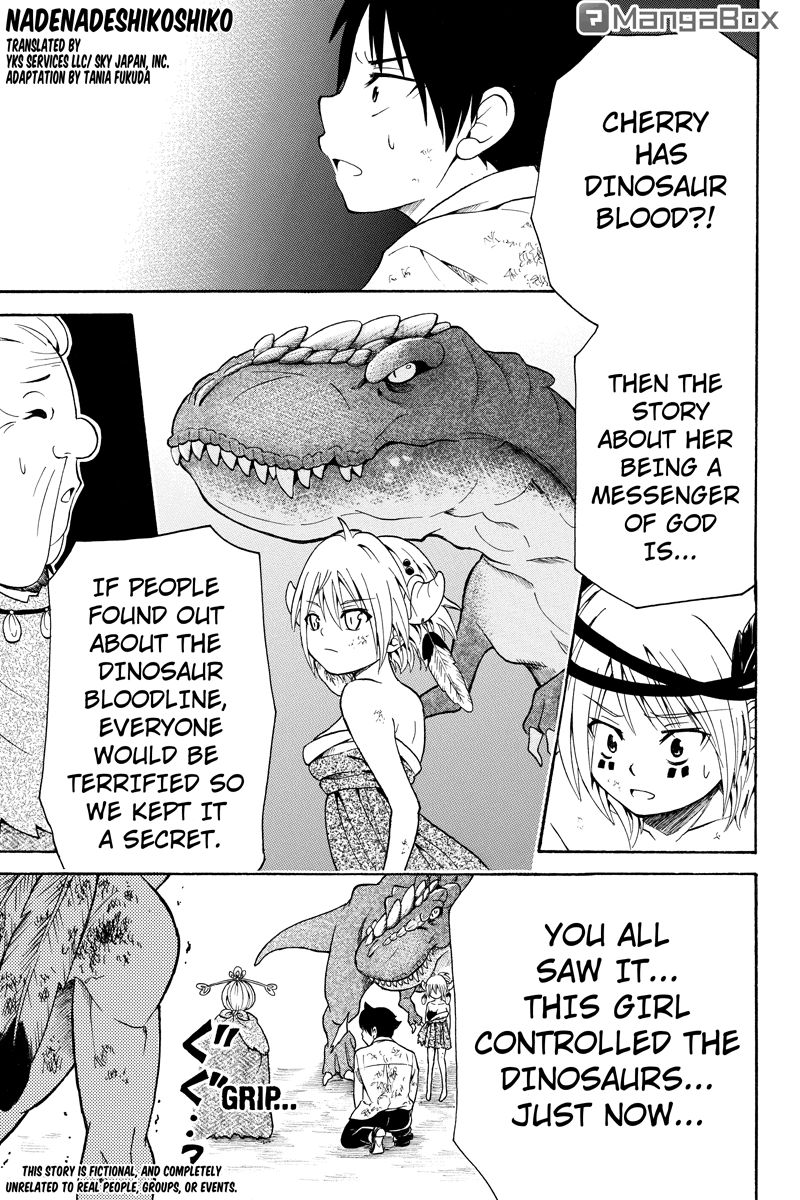 NADENADESHIKOSHIKO
TRANSLATED BY
YKS SERVICES LLC/ SKY JAPAN, INC.
ADAPTATION BY TANIA FUKUDA
MangaBox
CHERRY
HAS
DINOSAUR
BLOOD?!
THEN THE
STORY
ABOUT HER
BEING A
MESSENGER
OF GOD
IS...
IF PEOPLE
FOUND OUT
ABOUT THE
DINOSAUR
BLOODLINE,
EVERYONE
WOULD BE
TERRIFIED SO
WE KEPT IT
A SECRET.
YOU ALL
SAW IT...
THIS GIRL
CONTROLLED THE
DINOSAURS...
JUST NOW...
ぐぐ…っ
GRIP...
THIS STORY IS FICTIONAL, AND COMPLETELY
UNRELATED TO REAL PEOPLE, GROUPS, OR EVENTS.